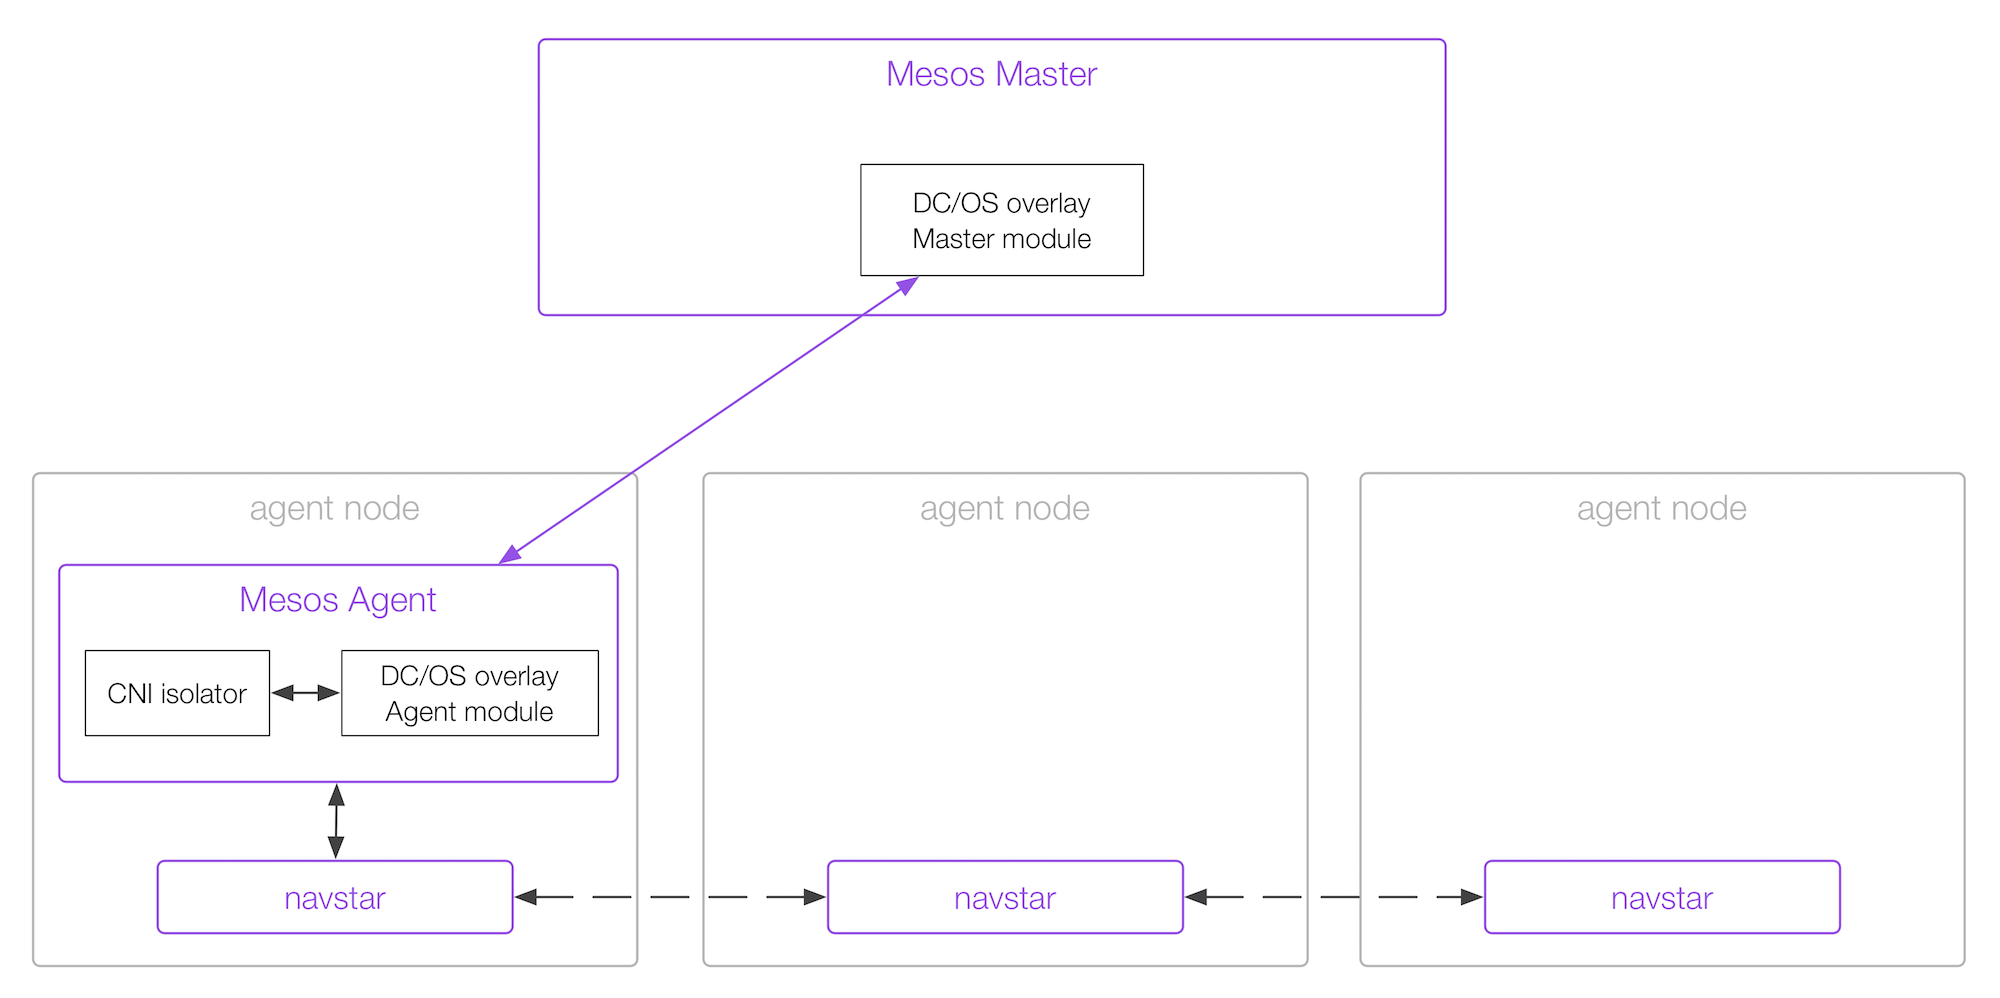 Mesos Master
DC/OS overlay
Master module
agent node
agent node
agent node
Mesos Agent
CNI isolator
DC/OS overlay
Agent module
navstar
navstar
navstar